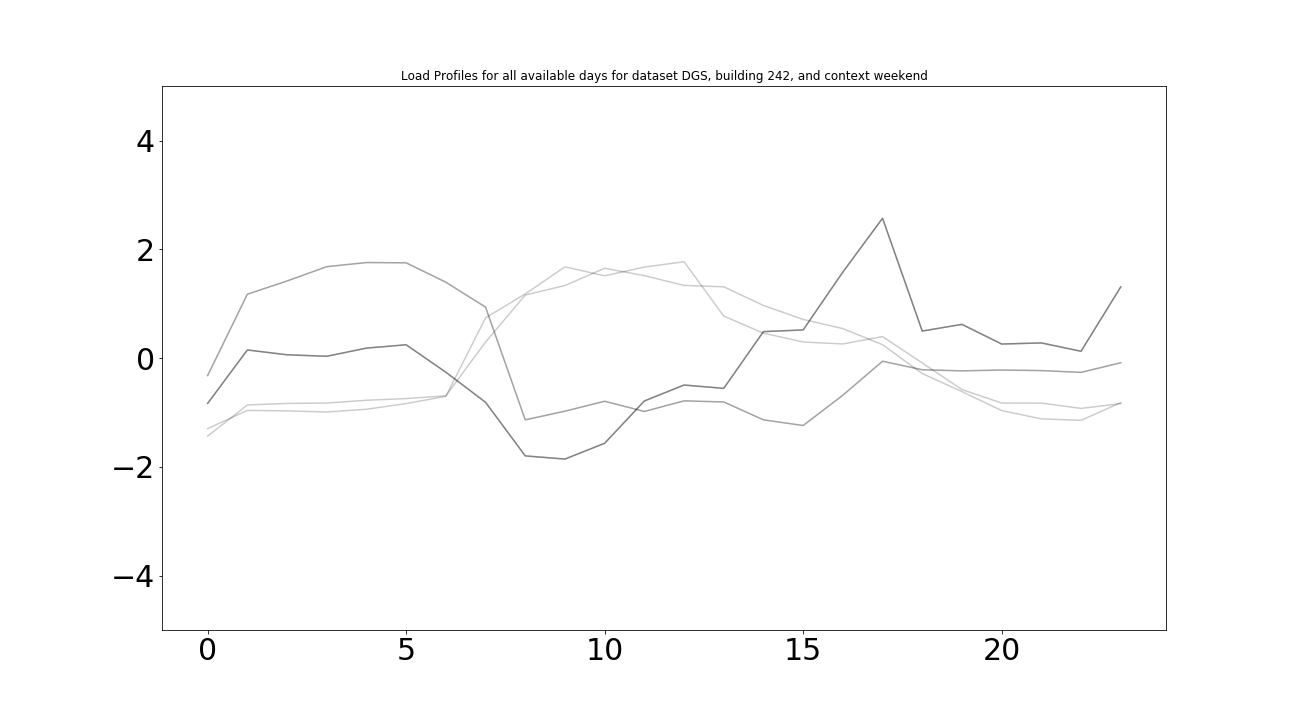 Load Profiles for all available days for dataset DGS, building 242, and context weekend
4
2
0
−2
−4
0 5 10 15 20